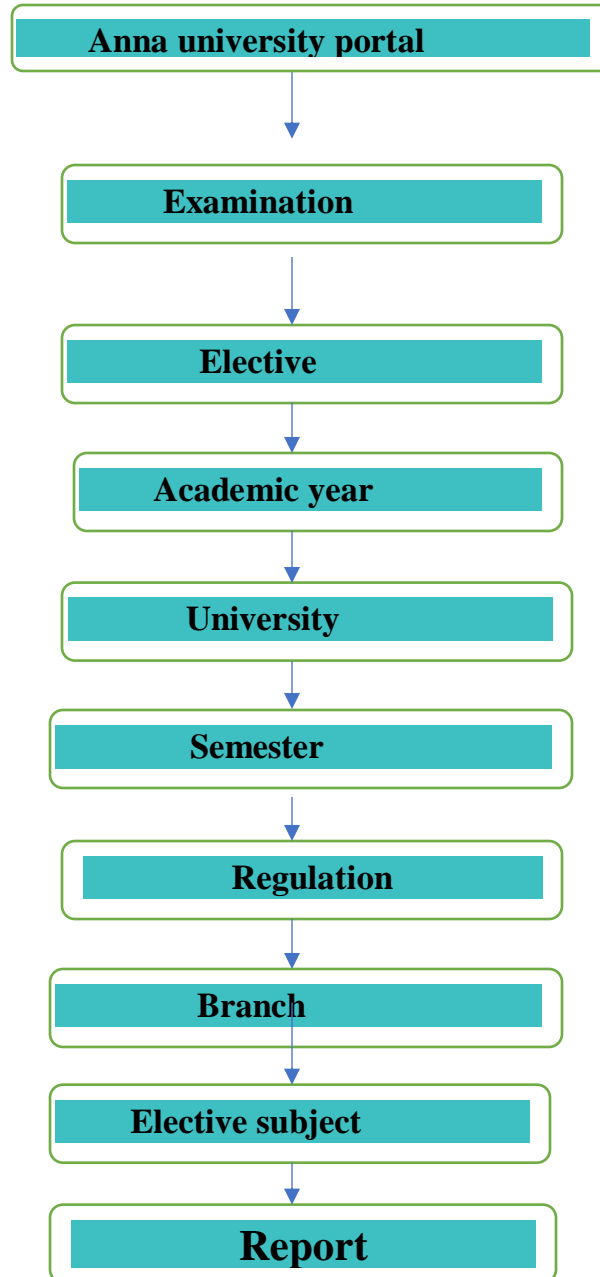 Anna university portal
Examination
Elective
Academic year
University
Semester
Regulation
Branch
Elective subject
Report